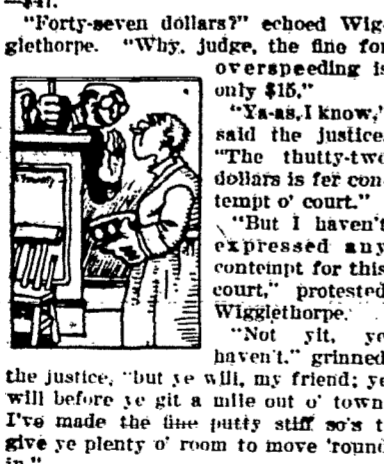 —$47.
"Forty-seven dollars?" echoed Wig-
glethorpe. "Why, judge, the fine for
overspeeding is
only $15."
"Ya-as, I know,"
said the justice.
"The thutty-two
dollars is fer con-
tempt o' court."
"But I haven't
expressed any
contempt for this
court," protested
Wigglethorpe.
"Not yit, ye
haven't." grinned
the justice, "but ye will, my friend; ye
will before ye git a mile out o' town.
I've made the fine putty stiff so's t
give ye plenty o' room to move 'round
in."